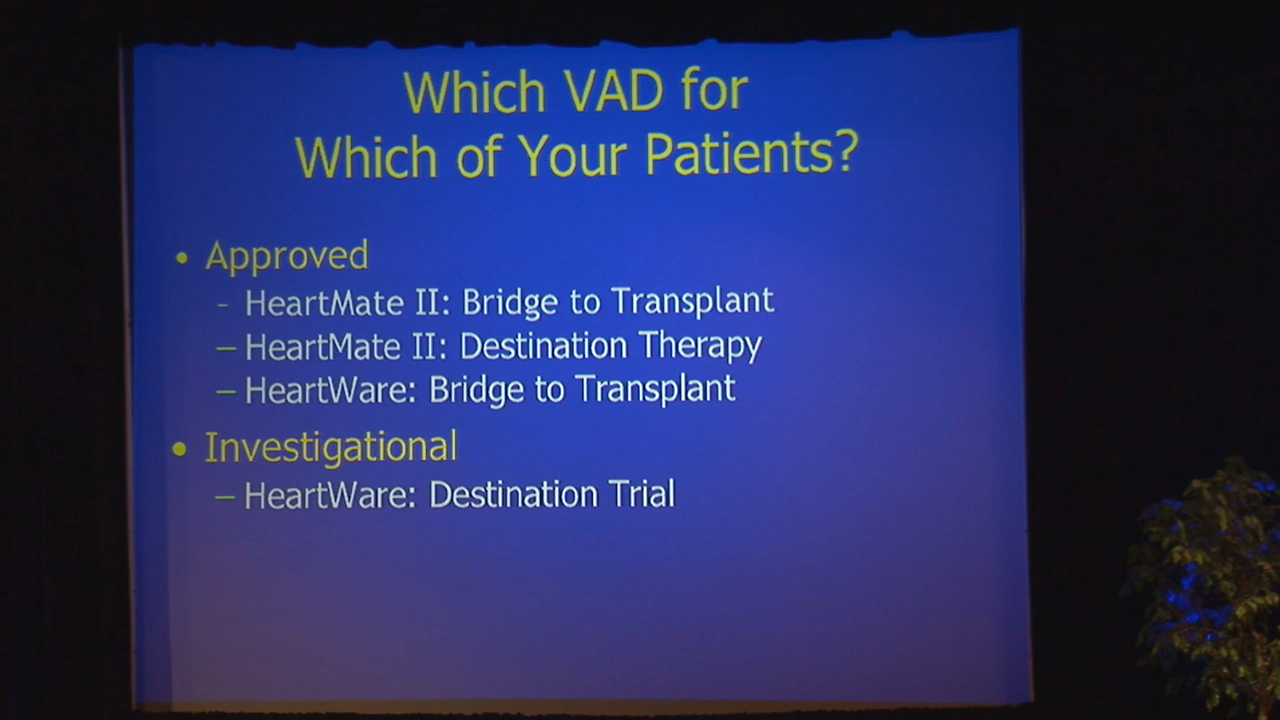 Which VAD for
Which of Your Patients?
• Approved
- HeartMate II: Bridge to Transplant
– HeartMate II: Destination Therapy
– HeartWare: Bridge to Transplant
• Investigational
– HeartWare: Destination Trial